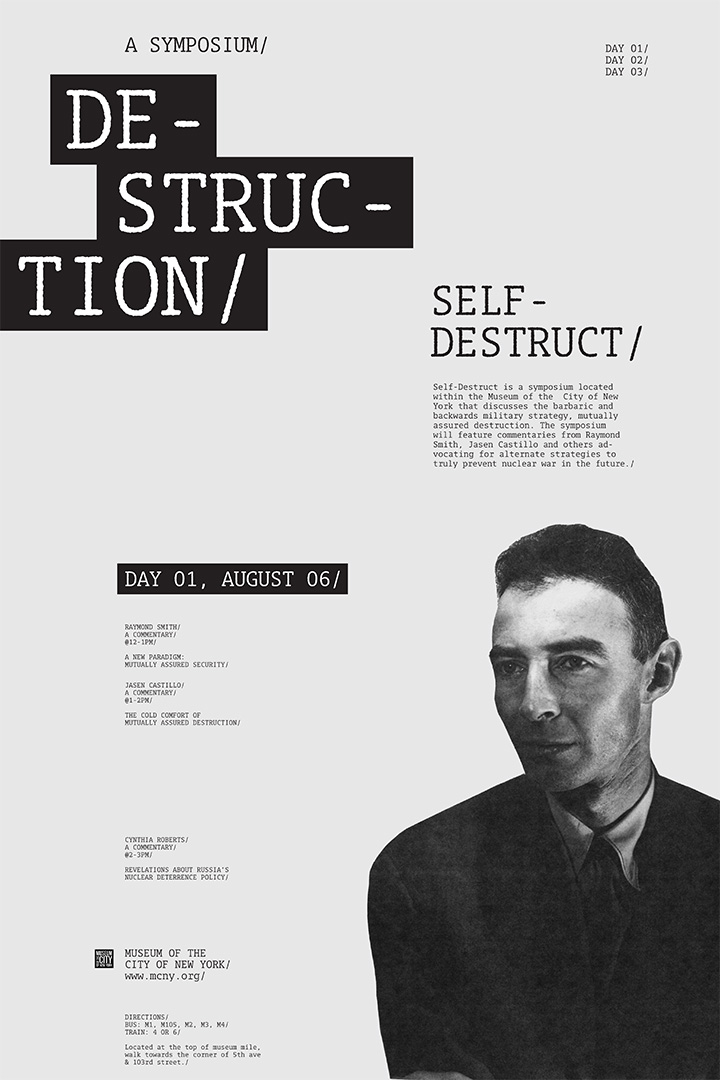 A SYMPOSIUM/
DAY 01/
DAY 02/
DAY 03/
DE-
STRUC-
TION/
SELF-
DESTRUCT/
Self-Destruct is a symposium located
within the Museum of the City of New
York that discusses the barbaric and
backwards military strategy, mutually
assured destruction. The symposium
will feature commentaries from Raymond
Smith, Jasen Castillo and others ad-
vocating for alternate strategies to
truly prevent nuclear war in the future./
DAY 01, AUGUST 06/
RAYMOND SMITH/
A COMMENTARY/
@12-1PM/
A NEW PARADIGM:
MUTUALLY ASSURED SECURITY/
JASEN CASTILLO/
A COMMENTARY/
@1-2PM/
THE COLD COMFORT OF
MUTUALLY ASSURED DESTRUCTION/
CYNTHIA ROBERTS/
A COMMENTARY/
@2-3PM/
REVELATIONS ABOUT RUSSIA'S
NUCLEAR DETERRENCE POLICY/
MUSEUM
CITY
MUSEUM OF THE
CITY OF NEW YORK/
www.mcny.org/
DIRECTIONS/
BUS: M1, M105, M2, M3, M4/
TRAIN: 4 OR 6/
Located at the top of museum mile,
walk towards the corner of 5th ave
& 103rd street./